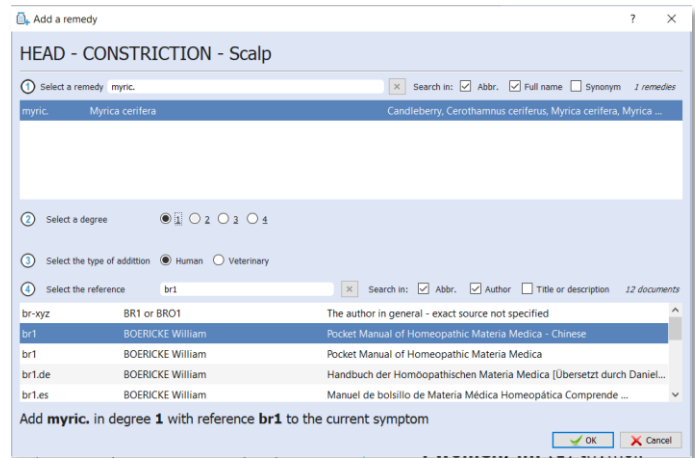 Add a remedy
HEAD - CONSTRICTION - Scalp
1 Select a remedy myric. Search in: Abbr. Full name Synonym 1 remedies
myric. Myrica cerifera Candleberry, Cerothamnus ceriferus, Myrica cerifera, Myrica ...
2 Select a degree 1 2 3 4
3 Select the type of addittion Human Veterinary
4 Select the reference br1 Search in: Abbr. Author Title or description 12 documents
br-xyz BR1 or BRO1 The author in general - exact source not specified
br1 BOERICKE William Pocket Manual of Homeopathic Materia Medica - Chinese
br1 BOERICKE William Pocket Manual of Homeopathic Materia Medica
br1.de BOERICKE William Handbuch der Homöopathischen Materia Medica [Übersetzt durch Daniel...
br1.es BOERICKE William Manuel de bolsillo de Materia Médica Homeopática Comprende ...
Add myric. in degree 1 with reference br1 to the current symptom
OK Cancel